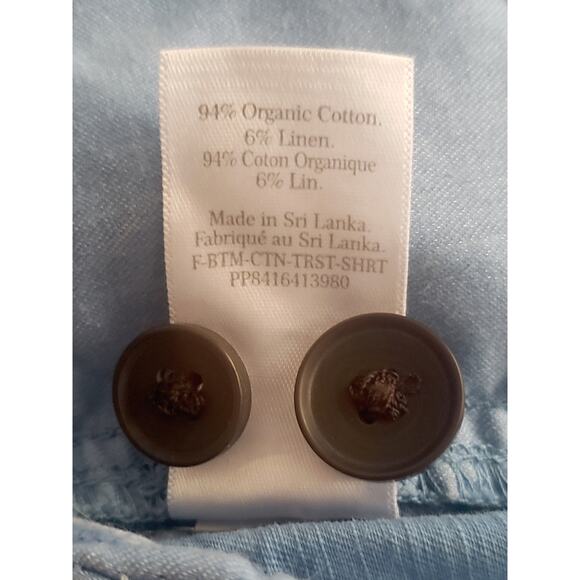 94% Organic Cotton.
6% Linen.
94% Coton Organique
6% Lin.
Made in Sri Lanka.
Fabriqué au Sri Lanka.
F-BTM-CTN-TRST-SHRT
PP8416413980